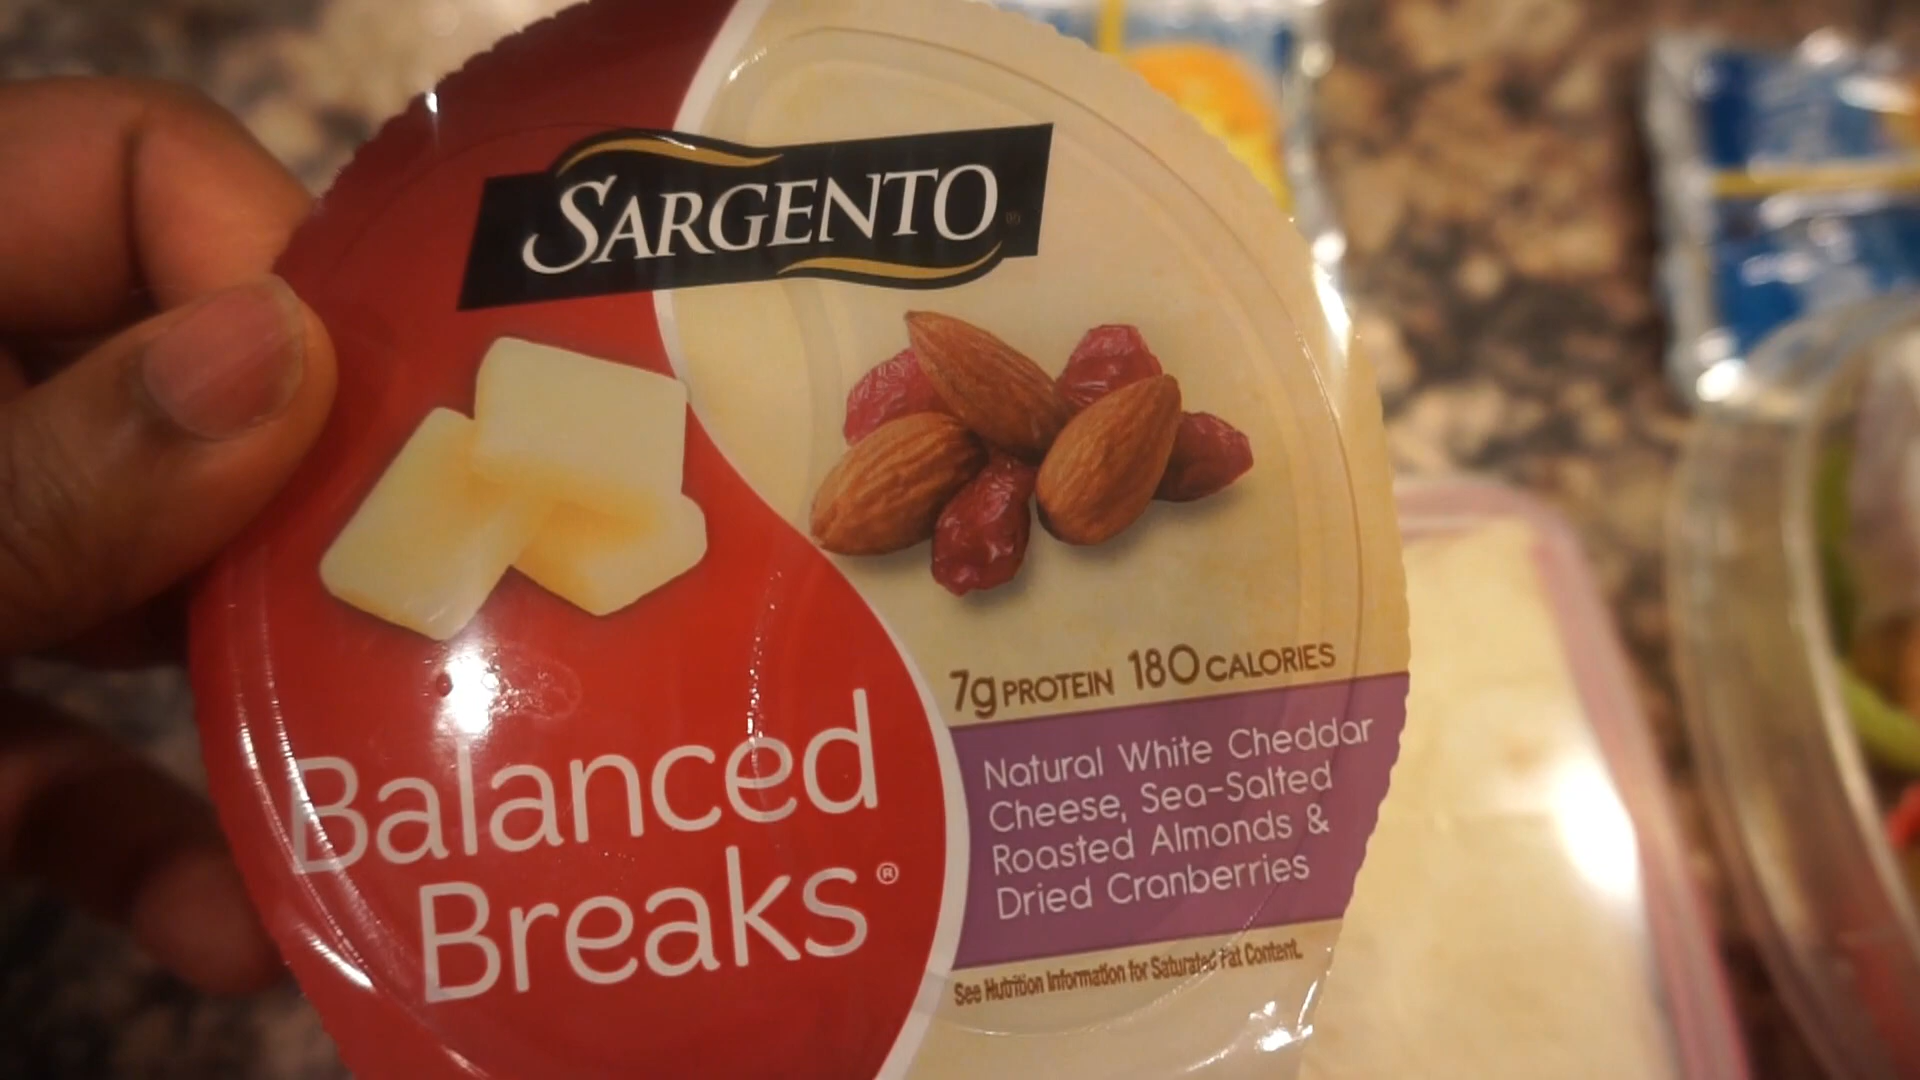 SARGENTO®
7g PROTEIN 180 CALORIES
Natural White Cheddar
Cheese, Sea-Salted
Roasted Almonds &
Dried Cranberries
See Nutrition Information for Saturated Fat Content.
Balanced
Breaks®